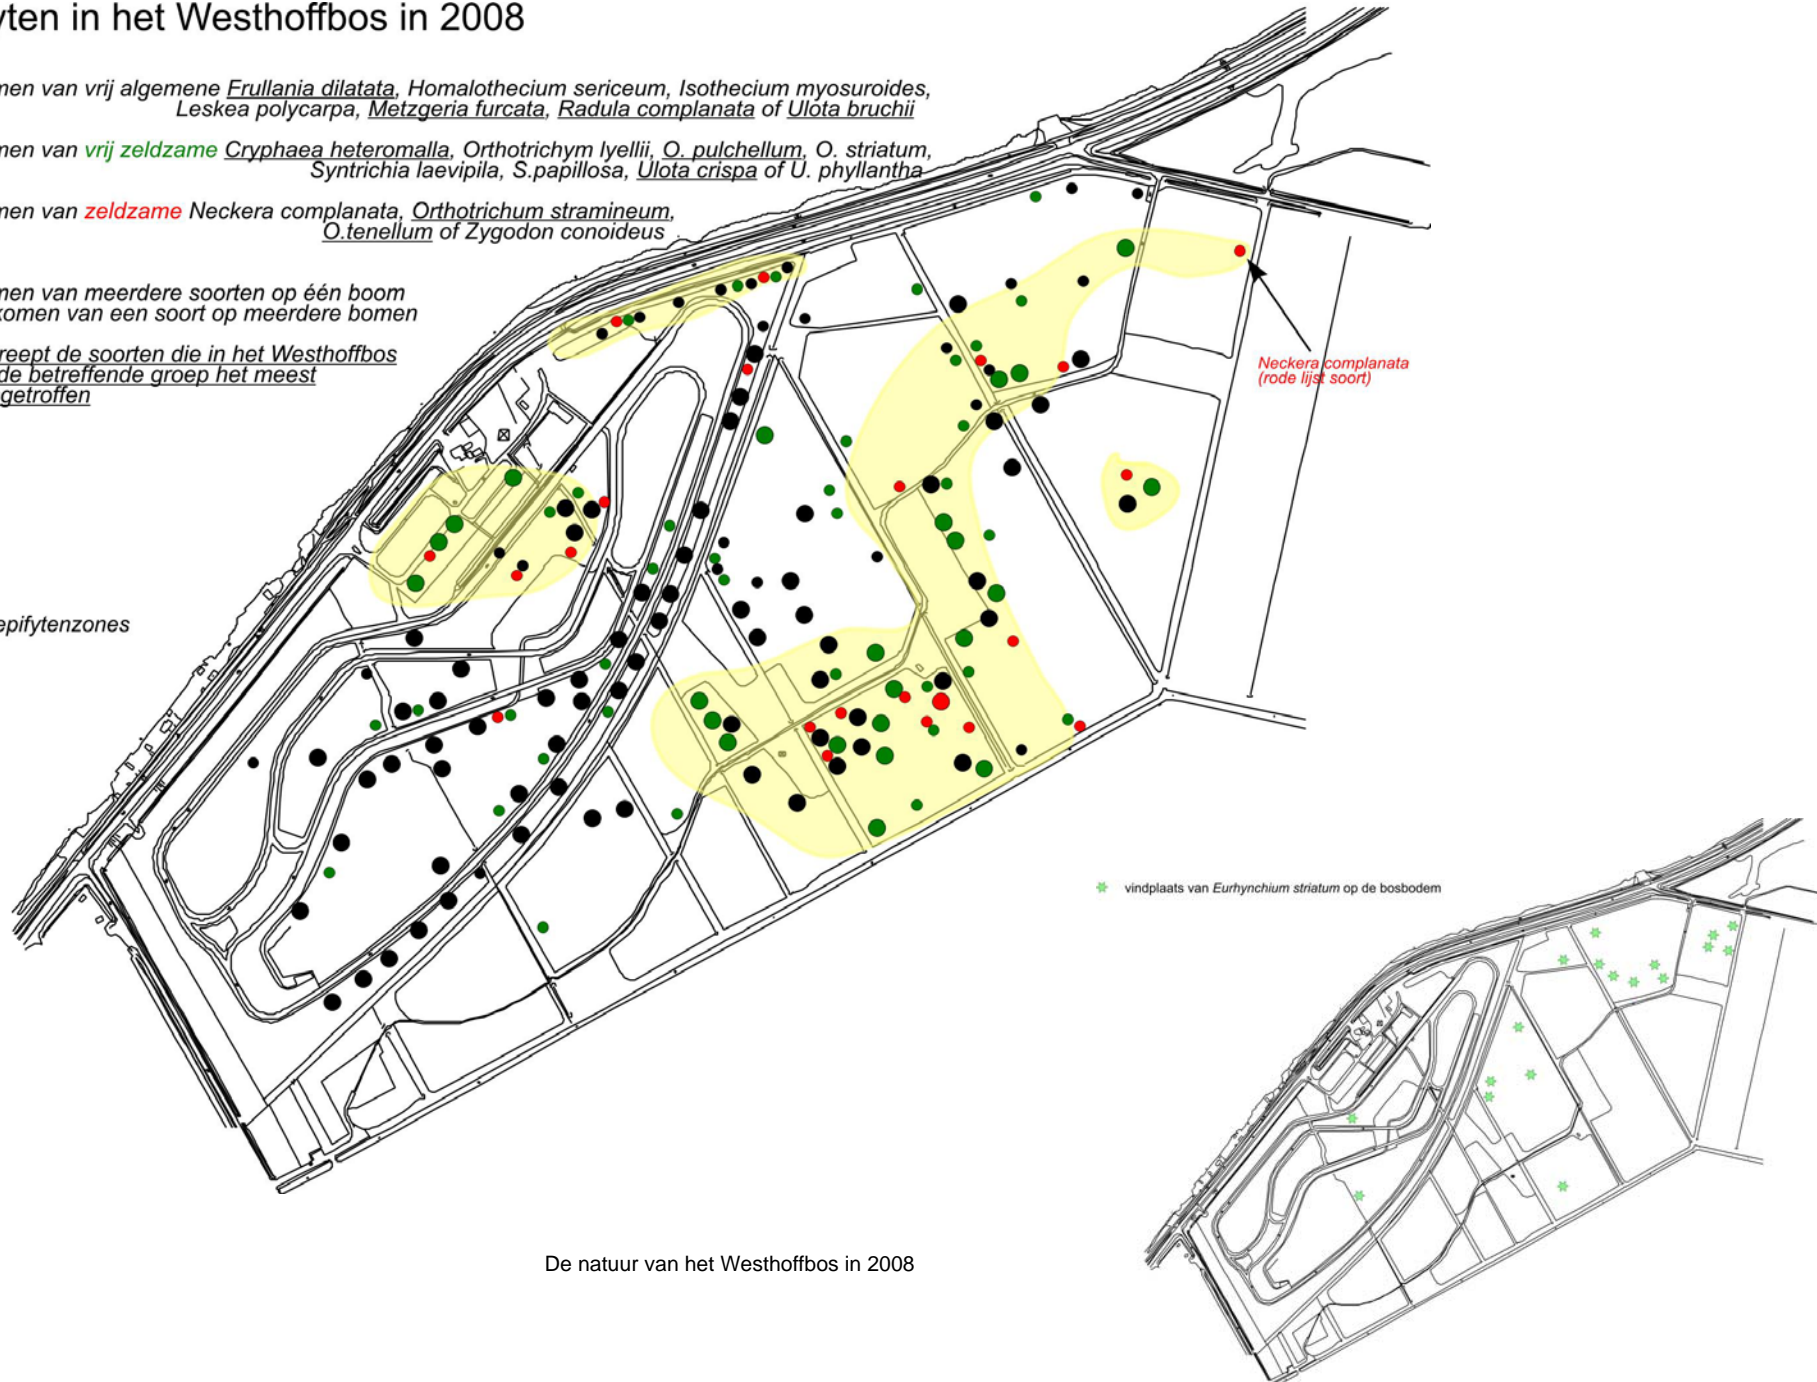 yten in het Westhoffbos in 2008
men van vrij algemene Frullania dilatata, Homalothecium sericeum, Isothecium myosuroides,
Leskea polycarpa, Metzgeria furcata, Radula complanata of Ulota bruchii
men van vrij zeldzame Cryphaea heteromalla, Orthotrichym lyellii, O. pulchellum, O. striatum,
Syntrichia laevipila, S.papillosa, Ulota crispa of U. phyllantha
men van zeldzame Neckera complanata, Orthotrichum stramineum,
O.tenellum of Zygodon conoideus
men van meerdere soorten op één boom
komen van een soort op meerdere bomen
reept de soorten die in het Westhoffbos
de betreffende groep het meest
getroffen
Neckera complanata
(rode lijst soort)
epifytenzones
vindplaats van Eurhynchium striatum op de bosbodem
De natuur van het Westhoffbos in 2008